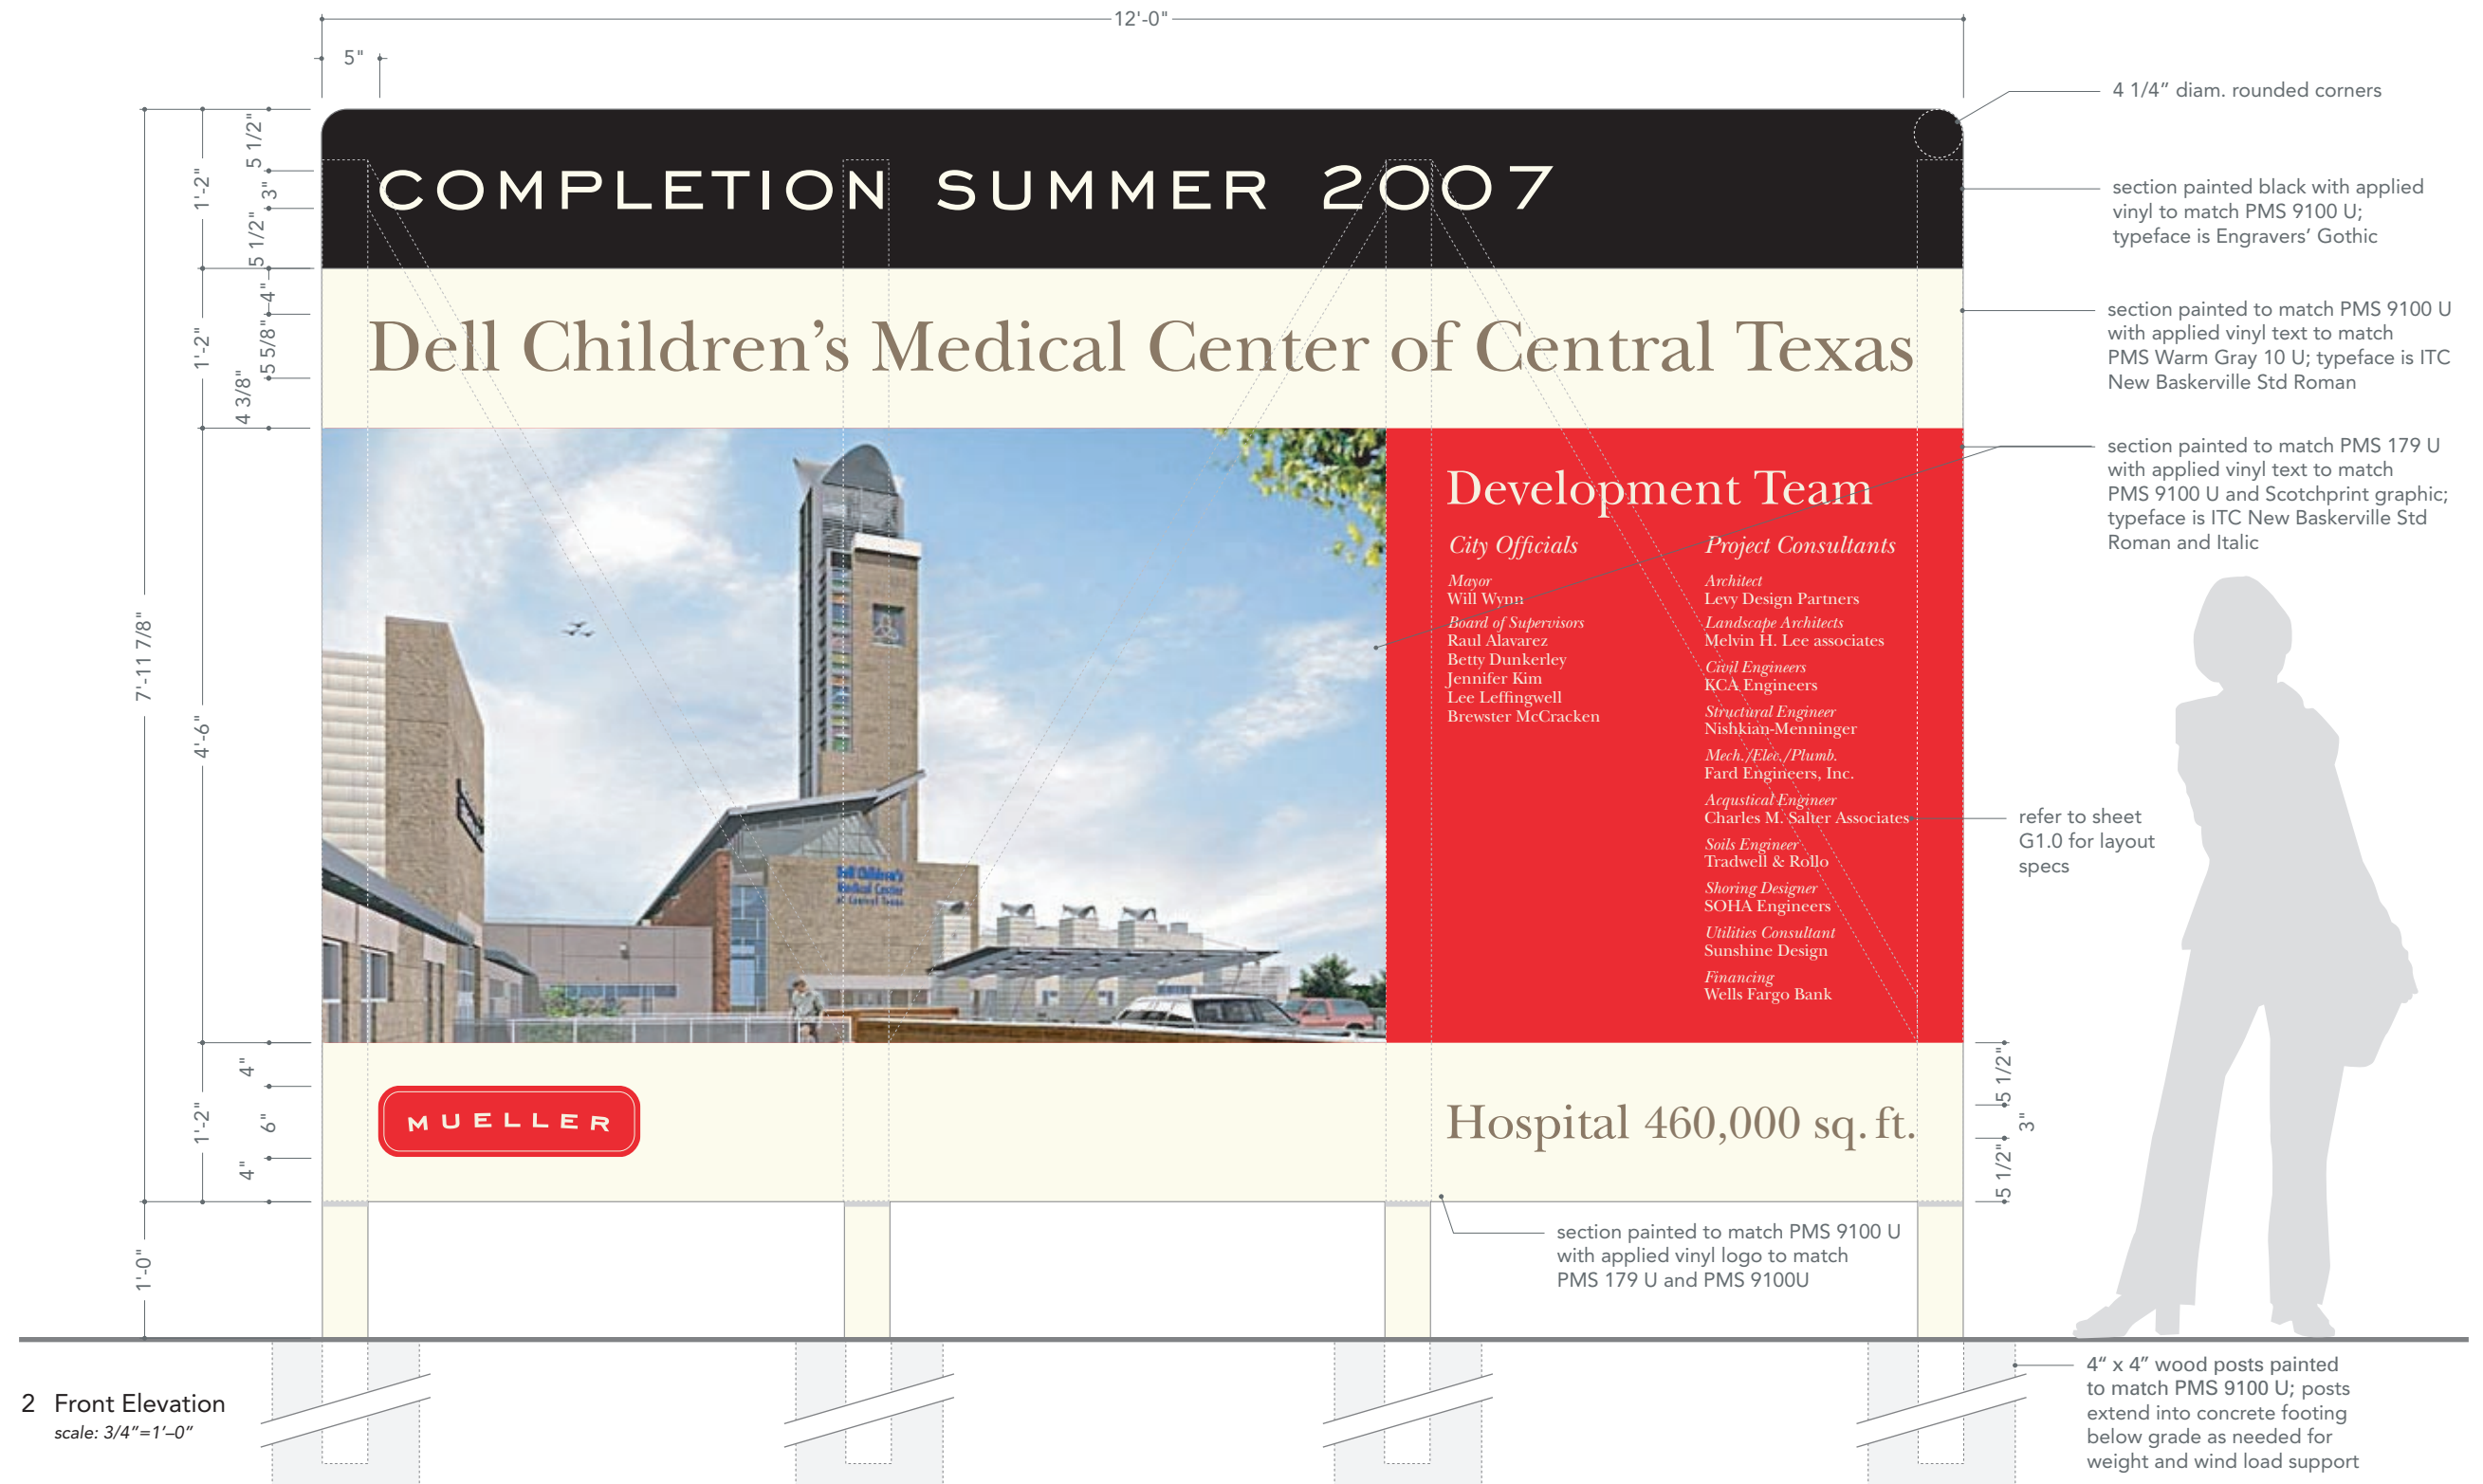 12'-0"
5"
4 1/4” diam. rounded corners
5 1/2"
3"
5 1/2"
1'-2"
COMPLETION SUMMER 2007
section painted black with applied
vinyl to match PMS 9100 U;
typeface is Engravers’ Gothic
4"
5 5/8"
4 3/8"
1'-2"
Dell Children’s Medical Center of Central Texas
section painted to match PMS 9100 U
with applied vinyl text to match
PMS Warm Gray 10 U; typeface is ITC
New Baskerville Std Roman
section painted to match PMS 179 U
with applied vinyl text to match
PMS 9100 U and Scotchprint graphic;
typeface is ITC New Baskerville Std
Roman and Italic
7'-11 7/8"
4'-6"
Dell Children's
Medical Center
of Central Texas
Development Team
City Officials
Mayor
Will Wynn
Board of Supervisors
Raul Alavarez
Betty Dunkerley
Jennifer Kim
Lee Leffingwell
Brewster McCracken
Project Consultants
Architect
Levy Design Partners
Landscape Architects
Melvin H. Lee associates
Civil Engineers
KCA Engineers
Structural Engineer
Nishkian-Menninger
Mech./Elec./Plumb.
Fard Engineers, Inc.
Acqustical Engineer
Charles M. Salter Associates
Soils Engineer
Tradwell & Rollo
Shoring Designer
SOHA Engineers
Utilities Consultant
Sunshine Design
Financing
Wells Fargo Bank
refer to sheet
G1.0 for layout
specs
4"
6"
4"
1'-2"
MUELLER
Hospital 460,000 sq. ft.
5 1/2"
3"
5 1/2"
1'-0"
section painted to match PMS 9100 U
with applied vinyl logo to match
PMS 179 U and PMS 9100U
2 Front Elevation
scale: 3/4”=1’–0”
4“ x 4” wood posts painted
to match PMS 9100 U; posts
extend into concrete footing
below grade as needed for
weight and wind load support